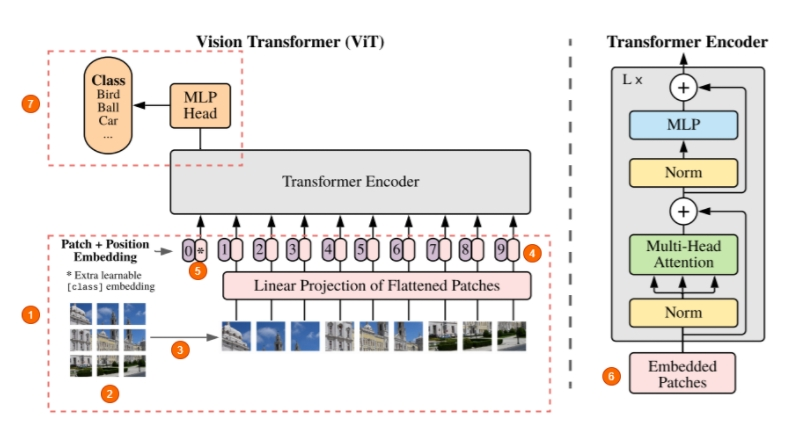 Vision Transformer (ViT)
Class
Bird
Ball
Car
...
MLP
Head
7
Transformer Encoder
Patch + Position
Embedding
* Extra learnable
[class] embedding
0 *
1
2
3
4
5
6
7
8
9
4
5
Linear Projection of Flattened Patches
1
3
2
Transformer Encoder
L x
+
MLP
Norm
+
Multi-Head
Attention
Norm
6
Embedded
Patches